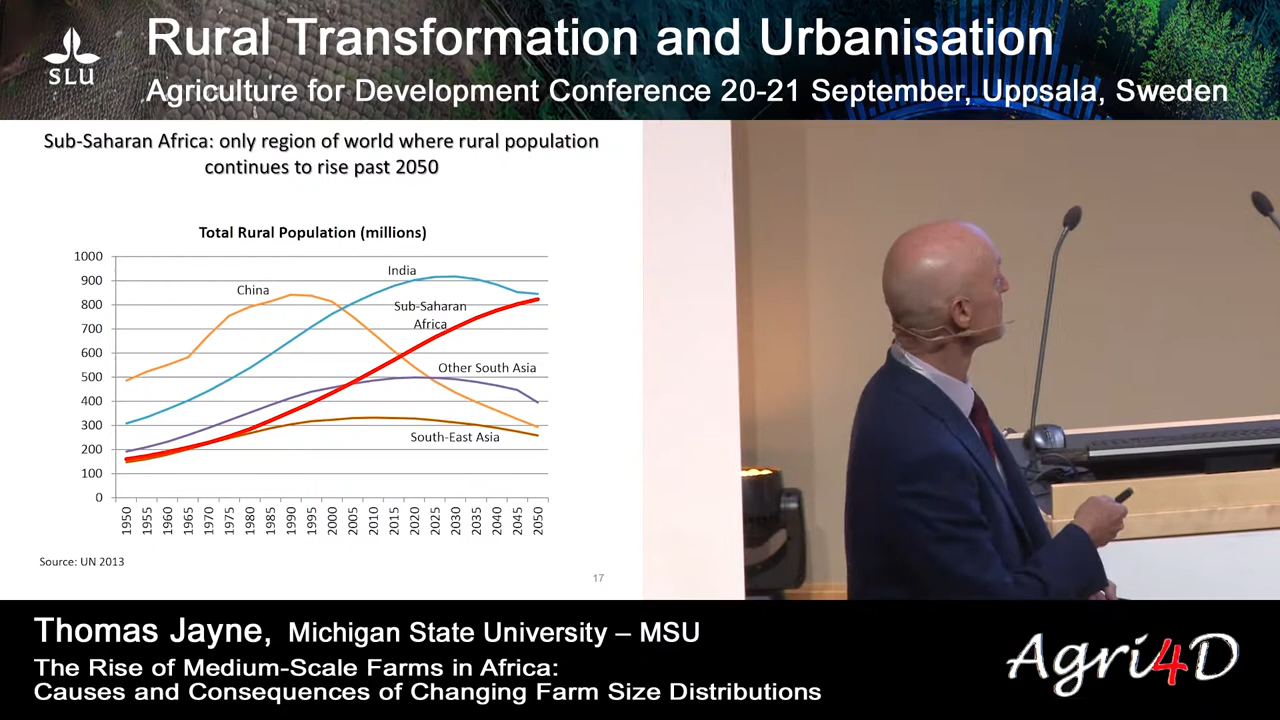 Rural Transformation and Urbanisation
SLU
Agriculture for Development Conference 20-21 September, Uppsala, Sweden
Sub-Saharan Africa: only region of world where rural population
continues to rise past 2050
Total Rural Population (millions)
1000
900
800
700
600
500
400
300
200
100
0
China
India
Sub-Saharan
Africa
Other South Asia
South-East Asia
1950
1955
1960
1965
1970
1975
1980
1985
1990
1995
2000
2005
2010
2015
2020
2025
2030
2035
2040
2045
2050
Source: UN 2013
17
Thomas Jayne, Michigan State University – MSU
The Rise of Medium-Scale Farms in Africa:
Causes and Consequences of Changing Farm Size Distributions
Agri4D